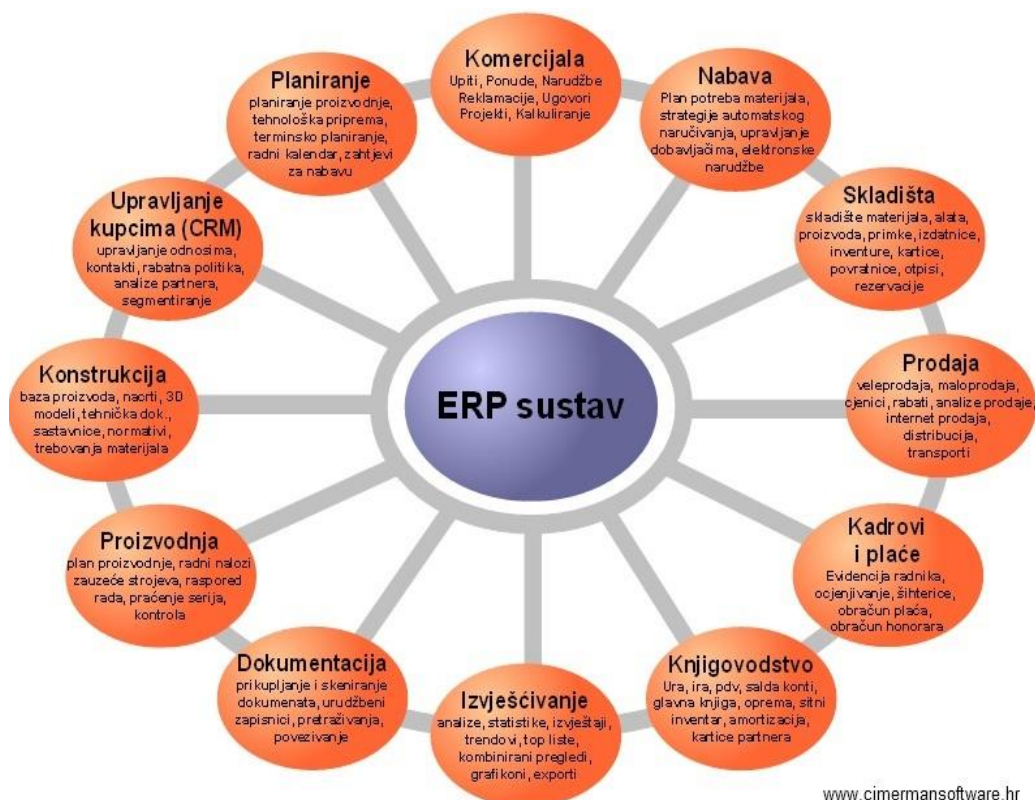 Komercijala
Upiti, Ponude, Narudžbe
Reklamacije, Ugovori
Projekti, Kalkuliranje
Nabava
Plan potreba materijala,
strategije automatskog
naručivanja, upravljanje
dobavljačima, elektronske
narudžbe
Skladišta
skladište materijala, alata,
proizvoda, primke, izdatnice,
inventure, kartice,
povratnice, otpisi,
rezervacije
Prodaja
veleprodaja, maloprodaja,
cjenici, rabati, analize prodaje,
internet prodaja,
distribucija,
transporti
Kadrovi
i plaće
Evidencija radnika,
ocjenjivanje, šihterice,
obračun plaća,
obračun honorara
Knjigovodstvo
Ura, ira, pdv, salda konti,
glavna knjiga, oprema, sitni
inventar, amortizacija,
kartice partnera
Izvješćivanje
analize, statistike, izvještaji,
trendovi, top liste,
kombinirani pregledi,
grafikoni, exporti
Dokumentacija
prikupljanje i skeniranje
dokumenata, urudžbeni
zapisnici, pretraživanja,
povezivanje
Proizvodnja
plan proizvodnje, radni nalozi
zauzeće strojeva, raspored
rada, praćenje serija,
kontrola
Konstrukcija
baza proizvoda, nacrti, 3D
modeli, tehnička dok.,
sastavnice, normativi,
trebovanja materijala
Upravljanje
kupcima (CRM)
upravljanje odnosima,
kontakti, rabatna politika,
analize partnera,
segmentiranje
Planiranje
planiranje proizvodnje,
tehnološka priprema,
terminsko planiranje,
radni kalendar, zahtjevi
za nabavu
ERP sustav
www.cimermansoftware.hr